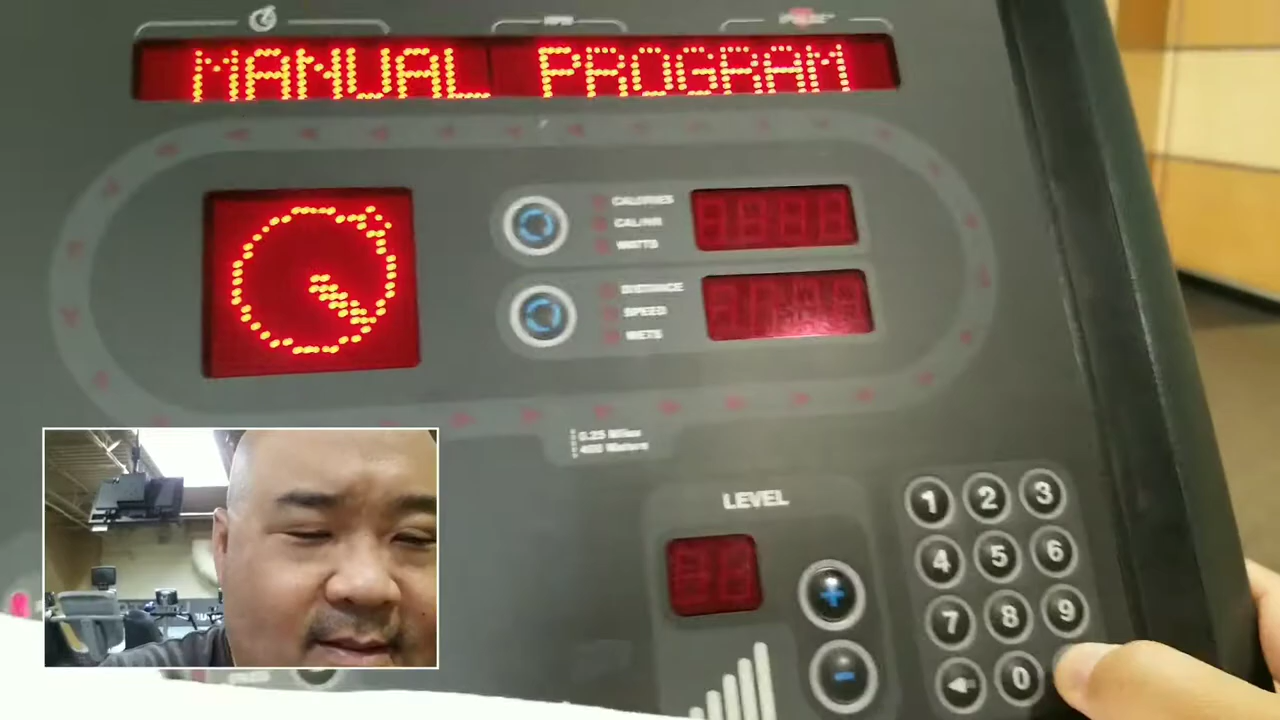 RPM
MANUAL PROGRAM
CALORIES
CAL/HR
WATTS
DISTANCE
SPEED
METS
0.25 Miles
400 Meters
LEVEL
1 2 3
4 5 6
7 8 9
0
+
-